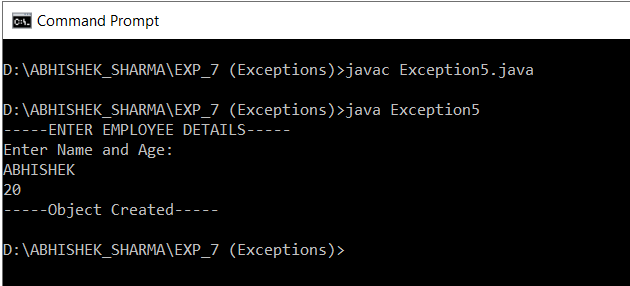 Command Prompt
D:\ABHISHEK_SHARMA\EXP_7 (Exceptions)>javac Exception5.java
D:\ABHISHEK_SHARMA\EXP_7 (Exceptions)>java Exception5
-----ENTER EMPLOYEE DETAILS-----
Enter Name and Age:
ABHISHEK
20
-----Object Created-----
D:\ABHISHEK_SHARMA\EXP_7 (Exceptions)>